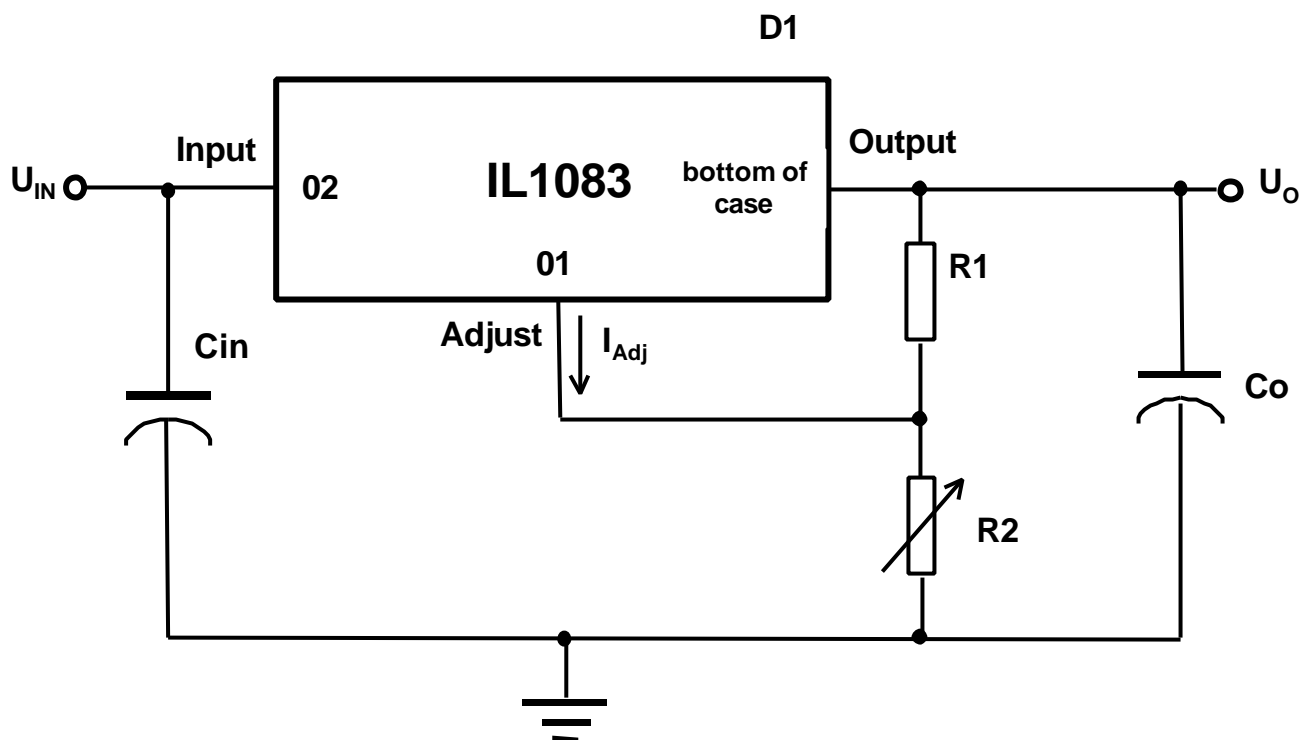 D1
Input
Output
U_IN
02
IL1083
bottom of
case
U_O
01
R1
Adjust
I_Adj
Cin
Co
R2